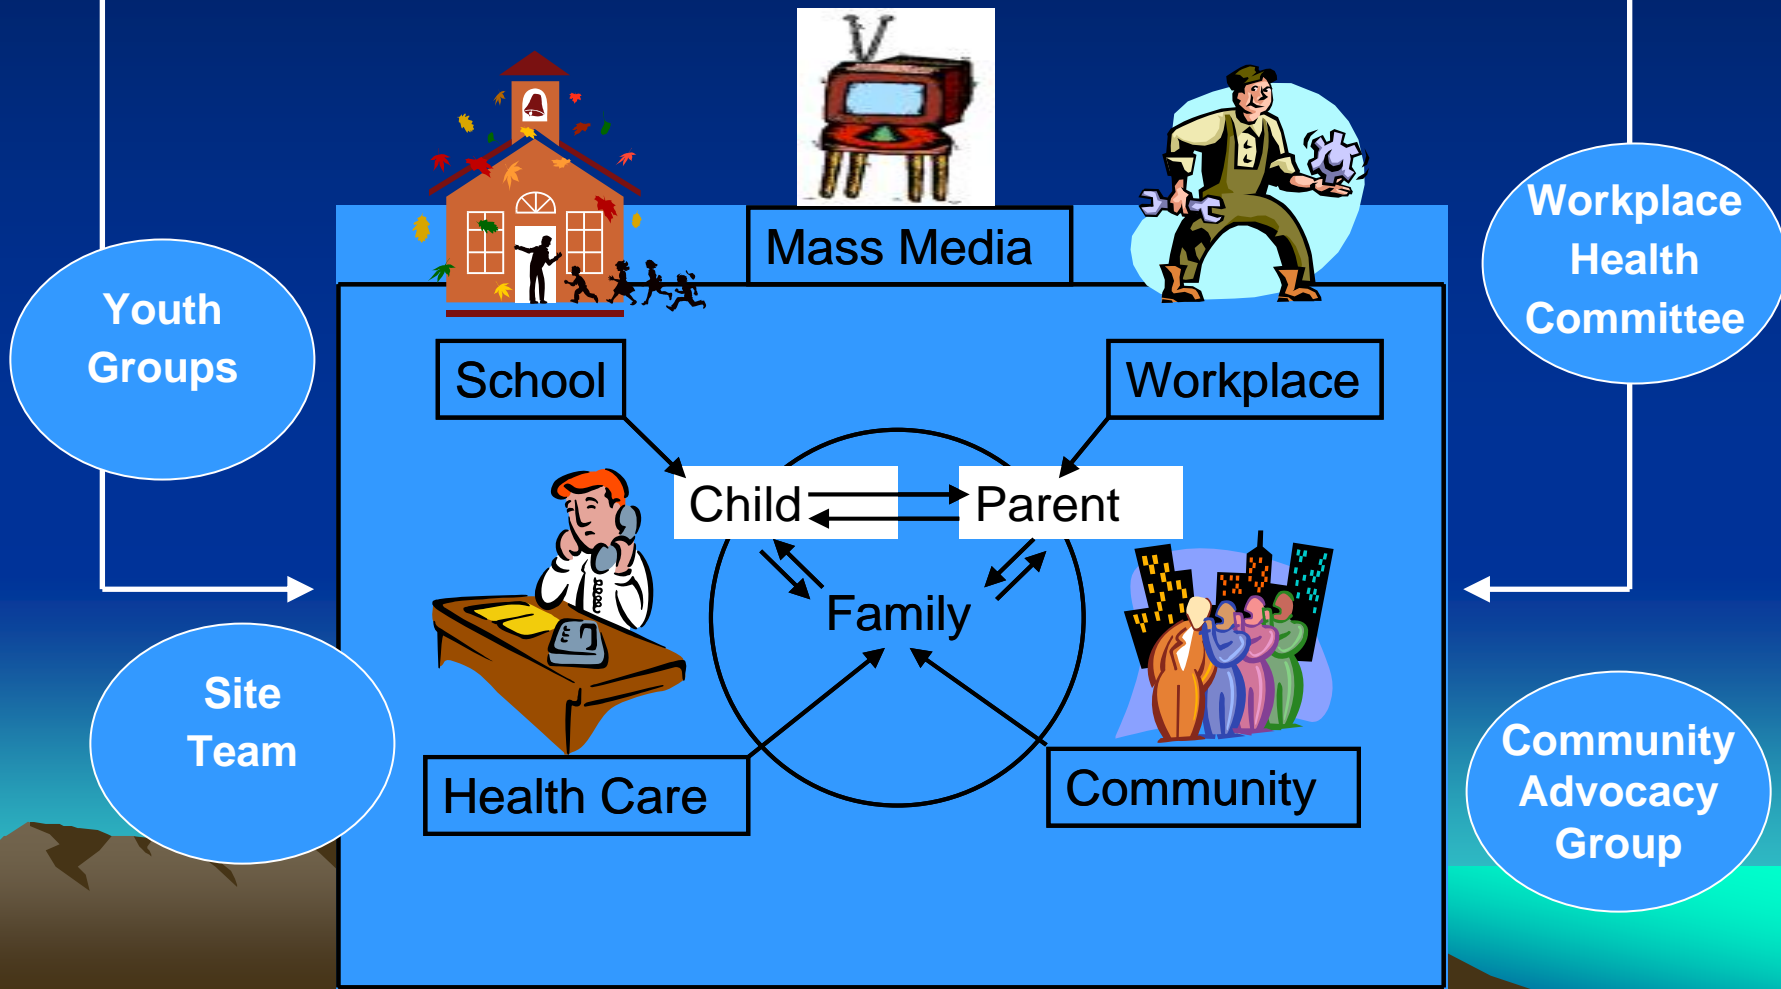 Mass Media
Youth
Groups
Workplace
Health
Committee
School
Workplace
Child
Parent
Family
Site
Team
Health Care
Community
Community
Advocacy
Group